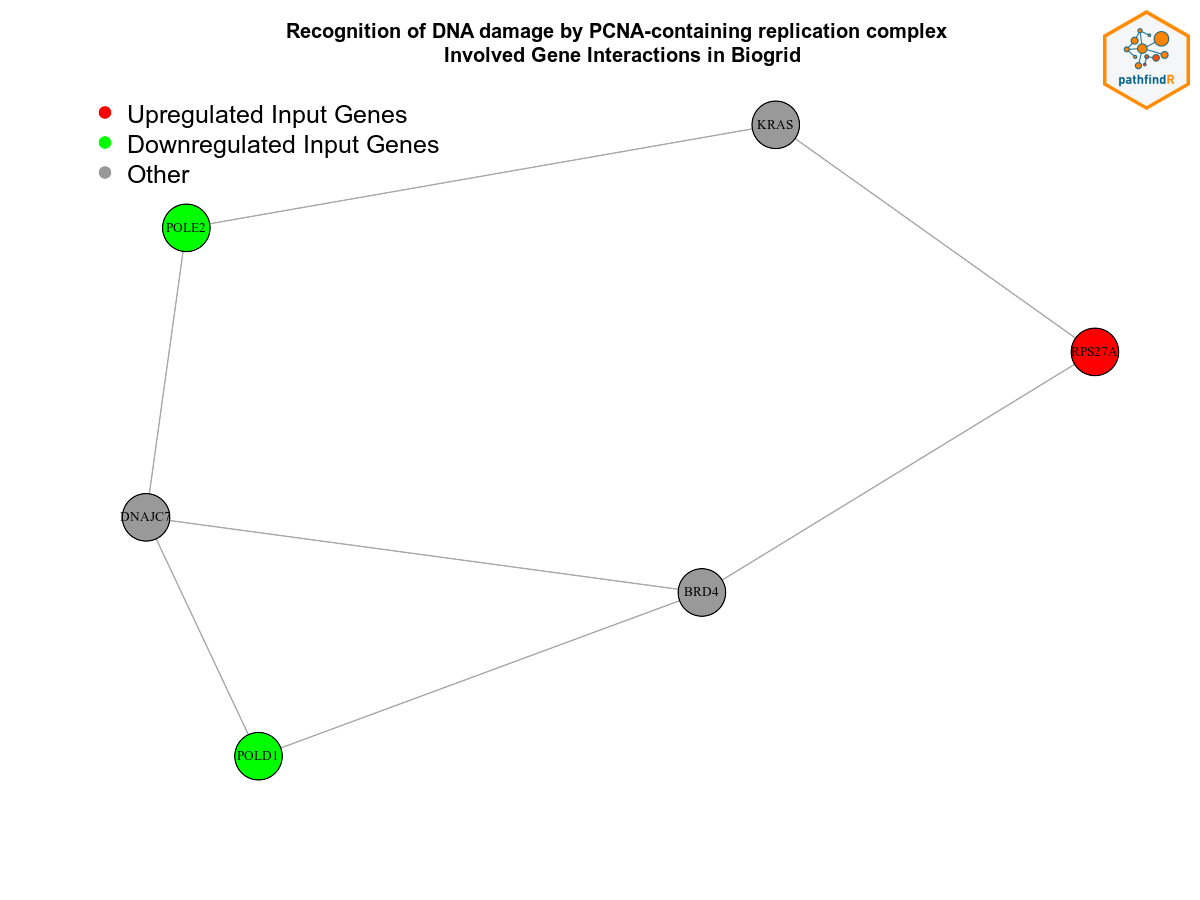 Recognition of DNA damage by PCNA-containing replication complex
Involved Gene Interactions in Biogrid
pathfindR
Upregulated Input Genes
Downregulated Input Genes
Other
KRAS
POLE2
RPS27A
DNAJC7
BRD4
POLD1